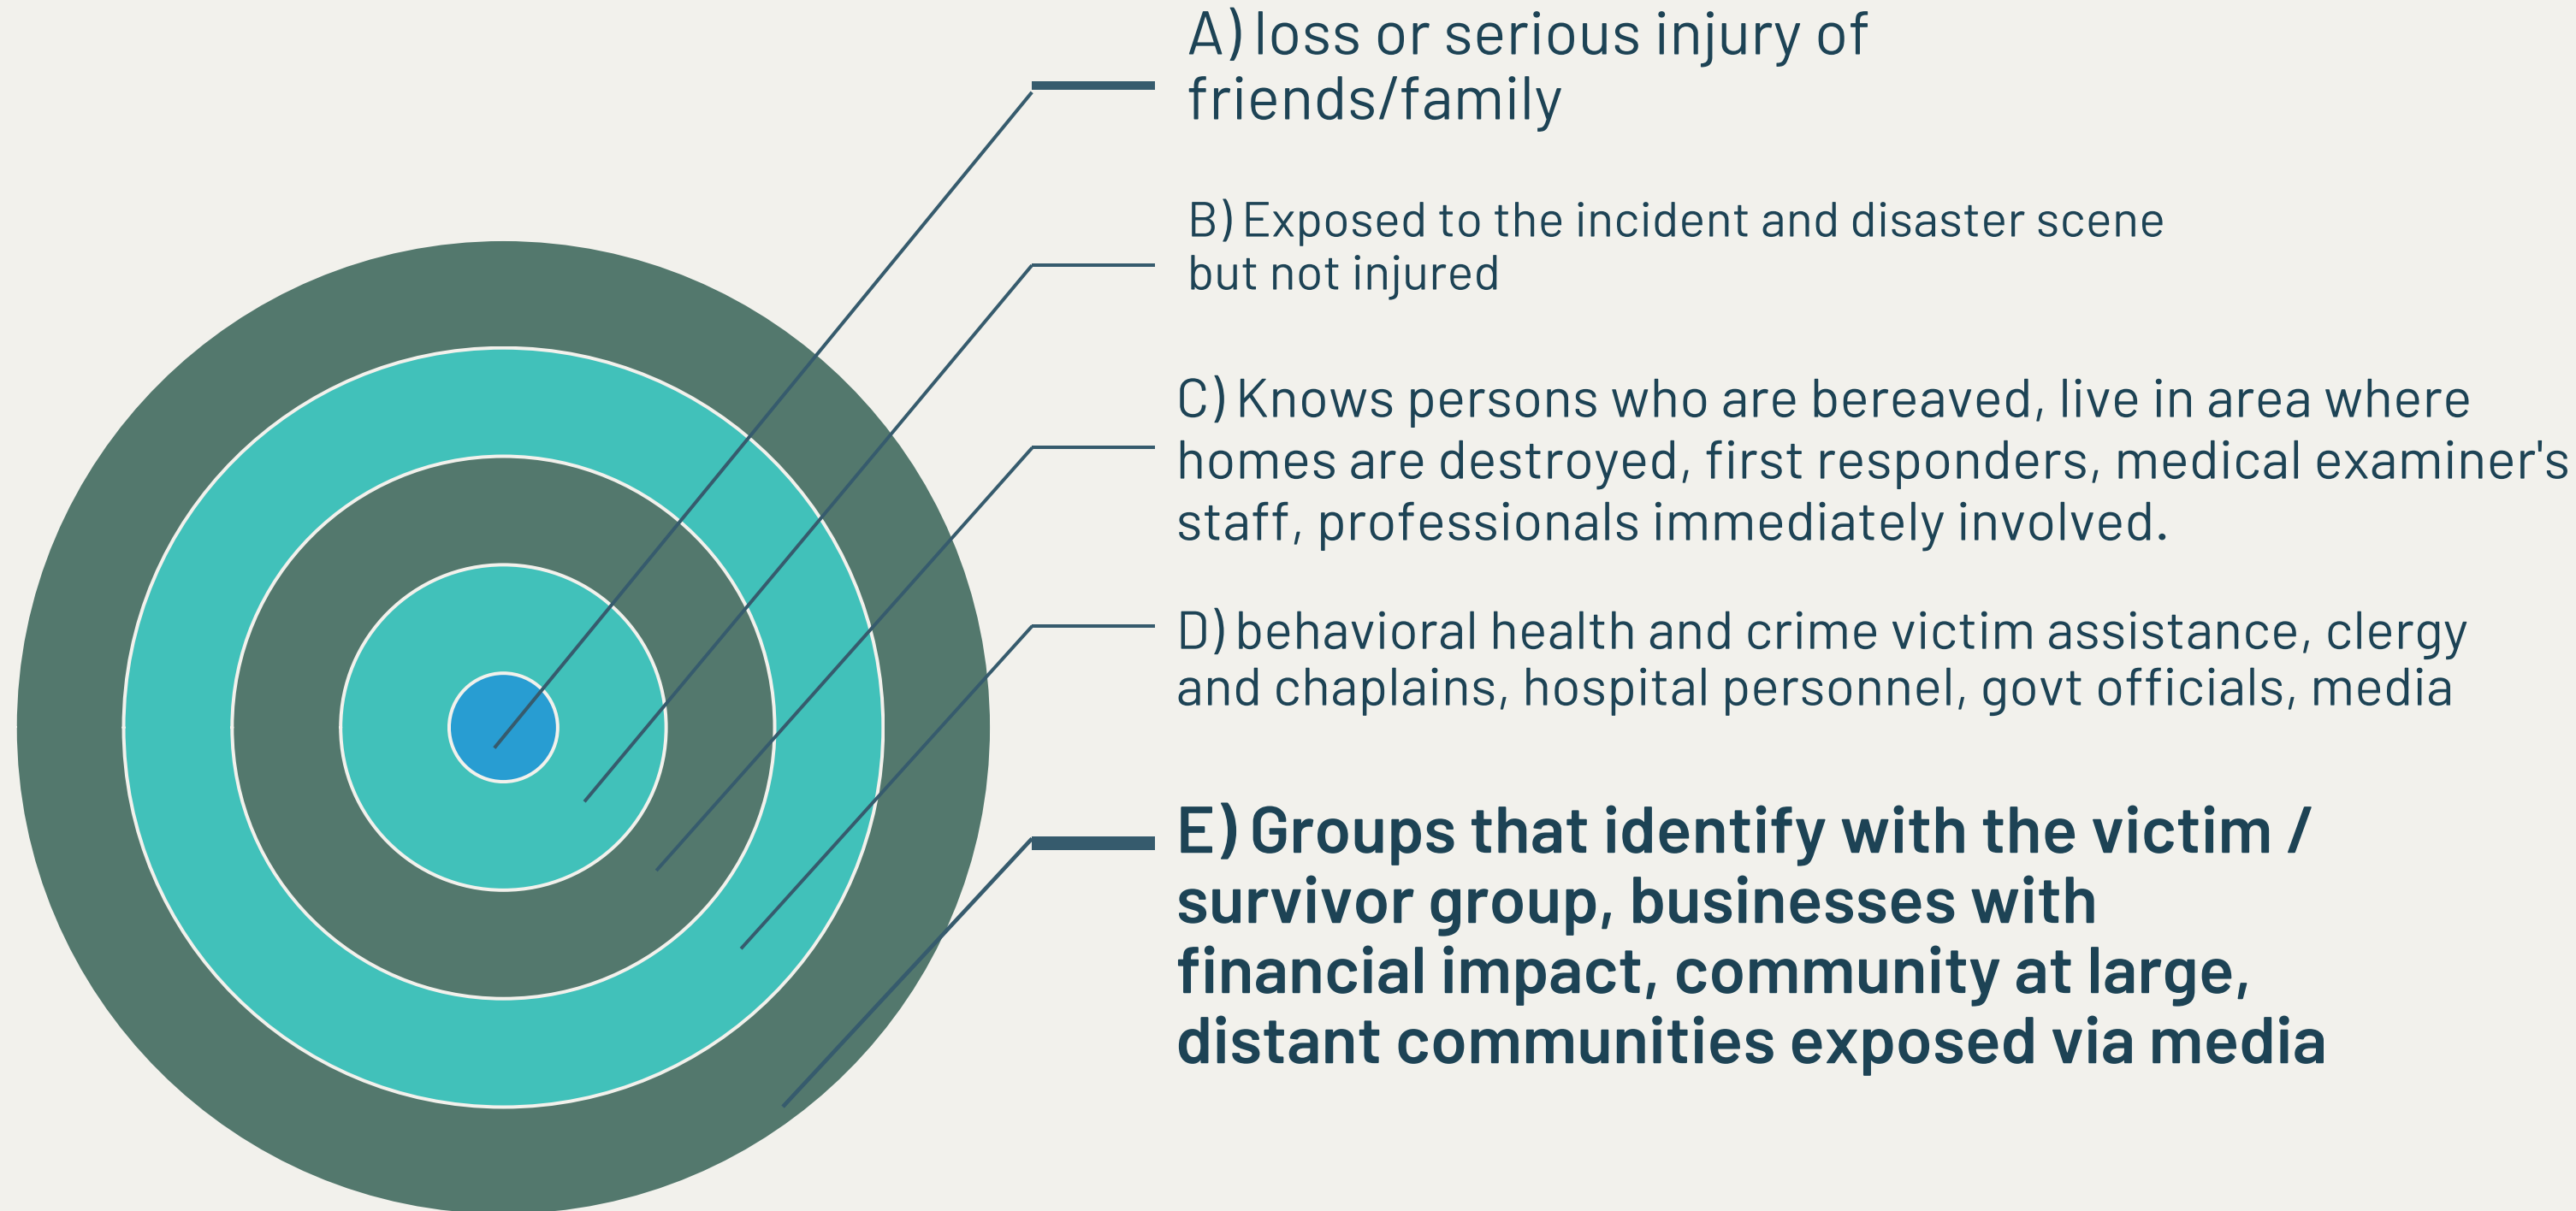 A) loss or serious injury of
friends/family
B) Exposed to the incident and disaster scene
but not injured
C) Knows persons who are bereaved, live in area where
homes are destroyed, first responders, medical examiner's
staff, professionals immediately involved.
D) behavioral health and crime victim assistance, clergy
and chaplains, hospital personnel, govt officials, media
E) Groups that identify with the victim /
survivor group, businesses with
financial impact, community at large,
distant communities exposed via media